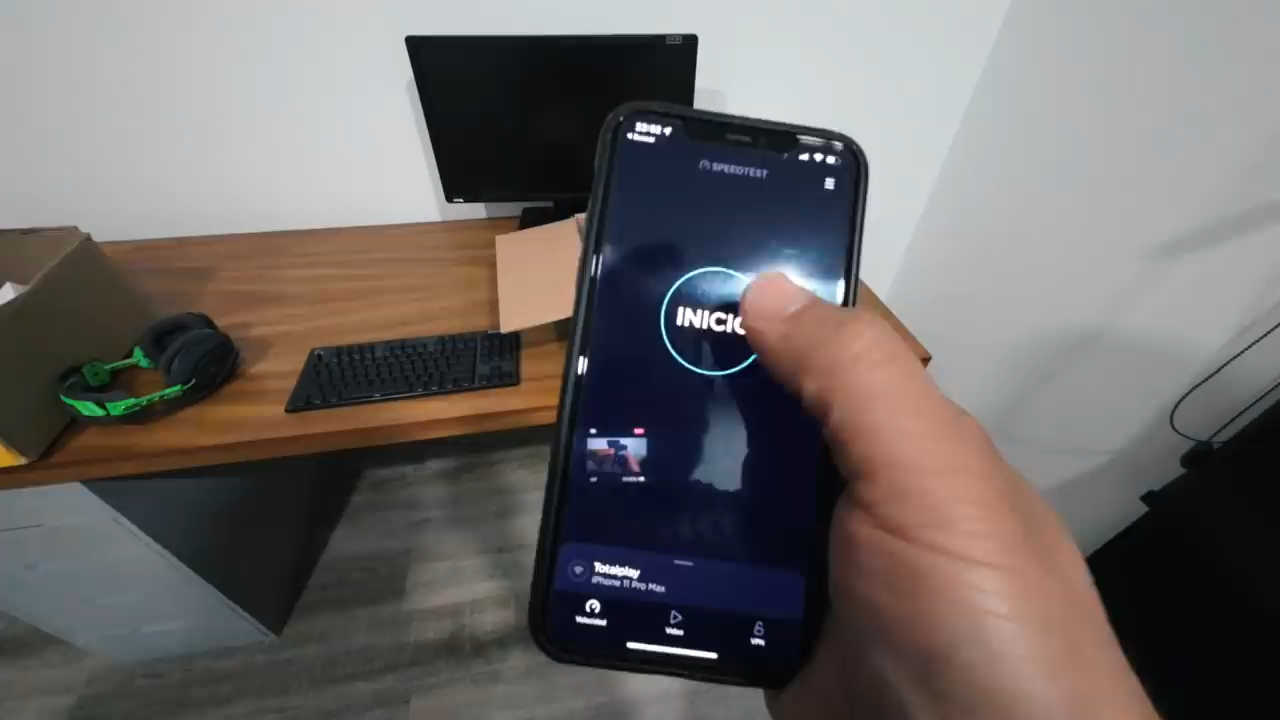 SPEEDTEST
INICIO
Totalplay
iPhone 11 Pro Max
Velocidad
Video
VPN